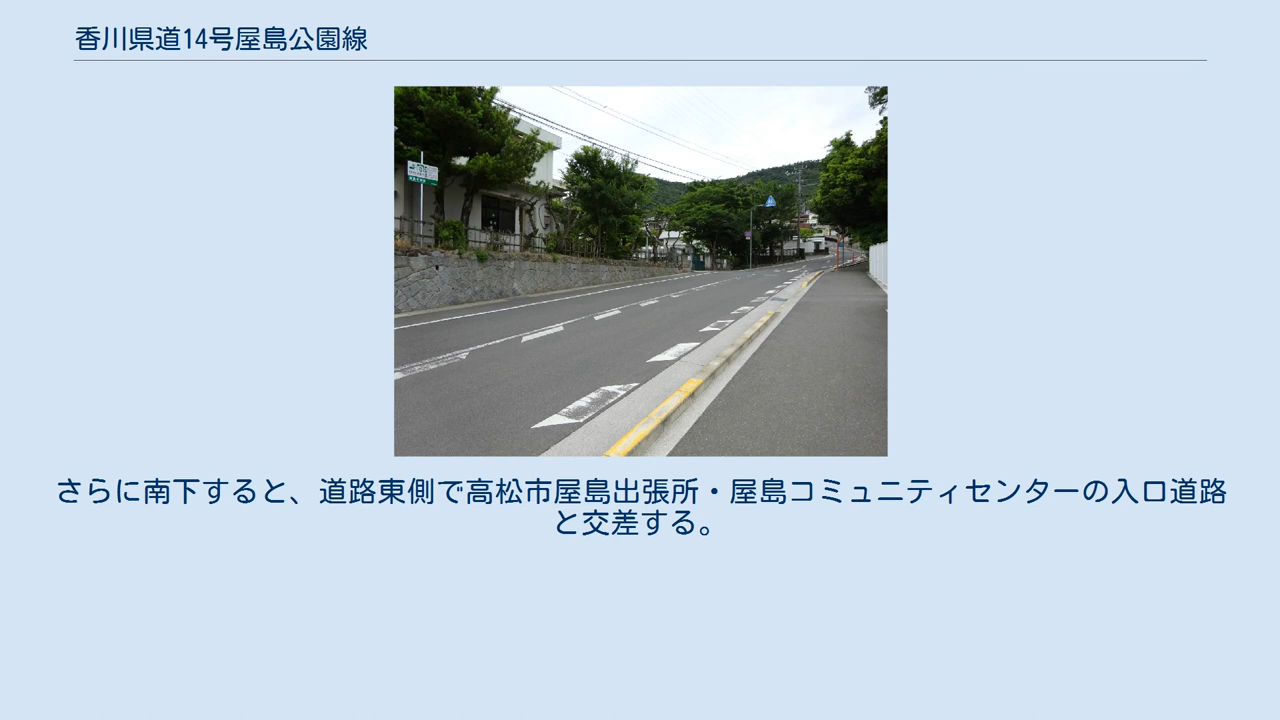 香川県道14号屋島公園線
さらに南下すると、道路東側で高松市屋島出張所・屋島コミュニティセンターの入口道路
と交差する。